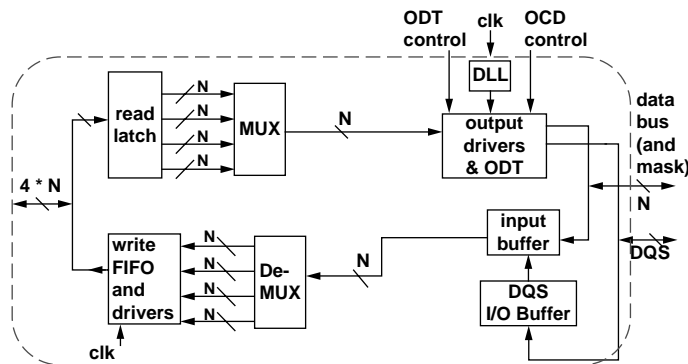 ODT
control
clk
OCD
control
DLL
data
bus
(and
mask)
N
DQS
read
latch
N
N
N
N
MUX
N
output
drivers
& ODT
4 * N
write
FIFO
and
drivers
clk
N
N
N
N
De-
MUX
N
input
buffer
DQS
I/O Buffer